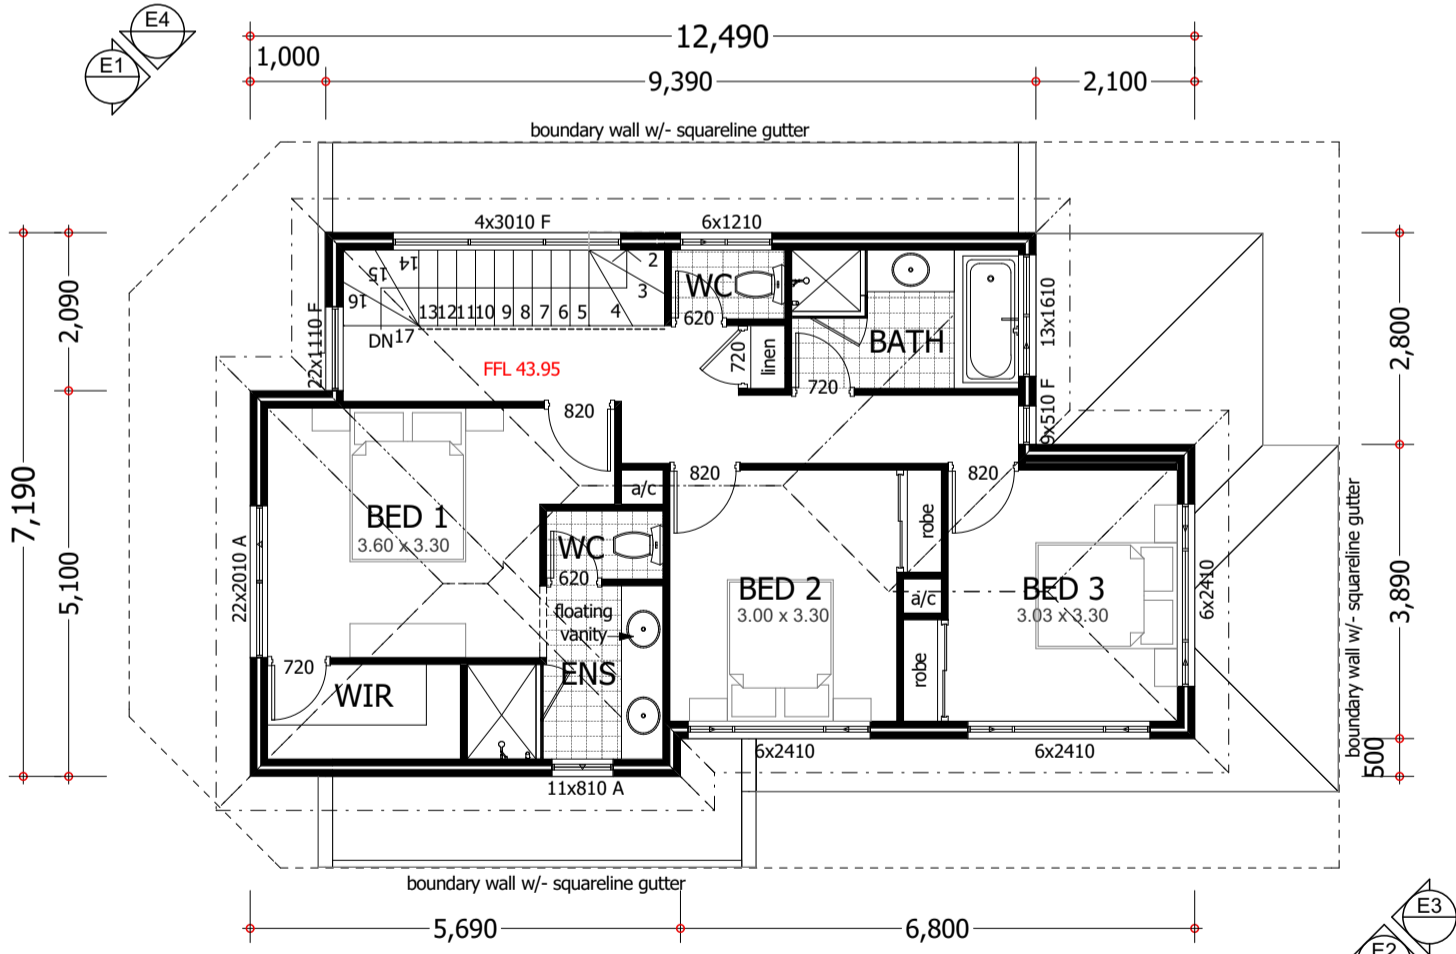 E4
E1
12,490
1,000
9,390
2,100
boundary wall w/- squareline gutter
4x3010 F
6x1210
14
15
16
13 12 11 10 9 8 7 6 5
2
3
4
DN 17
WC
620
720
linen
BATH
720
13x1610
9x510 F
22x1110 F
FFL 43.95
2,090
2,800
7,190
5,100
3,890
500
820
820
820
a/c
BED 1
3.60 x 3.30
22x2010 A
WC
620
floating
vanity
ENS
720
WIR
robe
BED 2
3.00 x 3.30
a/c
robe
BED 3
3.03 x 3.30
6x2410
boundary wall w/- squareline gutter
6x2410
6x2410
11x810 A
boundary wall w/- squareline gutter
5,690
6,800
E3
E2